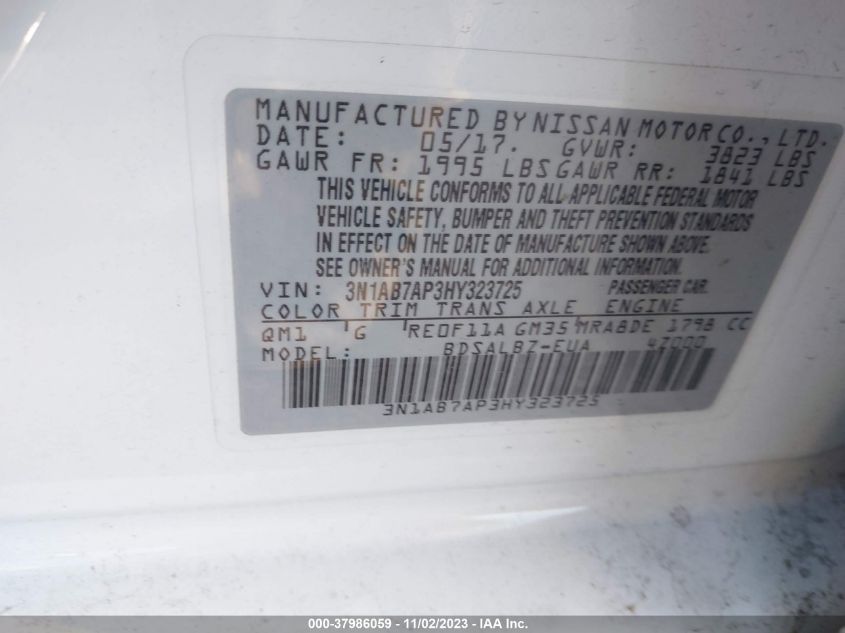 MANUFACTURED BY NISSAN MOTOR CO., LTD.
DATE: 05/17. GVWR: 3823 LBS
GAWR FR: 1995 LBS GAWR RR: 1841 LBS
THIS VEHICLE CONFORMS TO ALL APPLICABLE FEDERAL MOTOR
VEHICLE SAFETY, BUMPER AND THEFT PREVENTION STANDARDS
IN EFFECT ON THE DATE OF MANUFACTURE SHOWN ABOVE.
SEE OWNER'S MANUAL FOR ADDITIONAL INFORMATION.
VIN: 3N1AB7AP3HY323725 PASSENGER CAR.
COLOR TRIM TRANS AXLE ENGINE
QM1 G RE0F11A GM35 MRA8DE 1798 CC
MODEL: BDSALBZ-EUA 4Z000
3N1AB7AP3HY323725
000-37986059 - 11/02/2023 - IAA Inc.